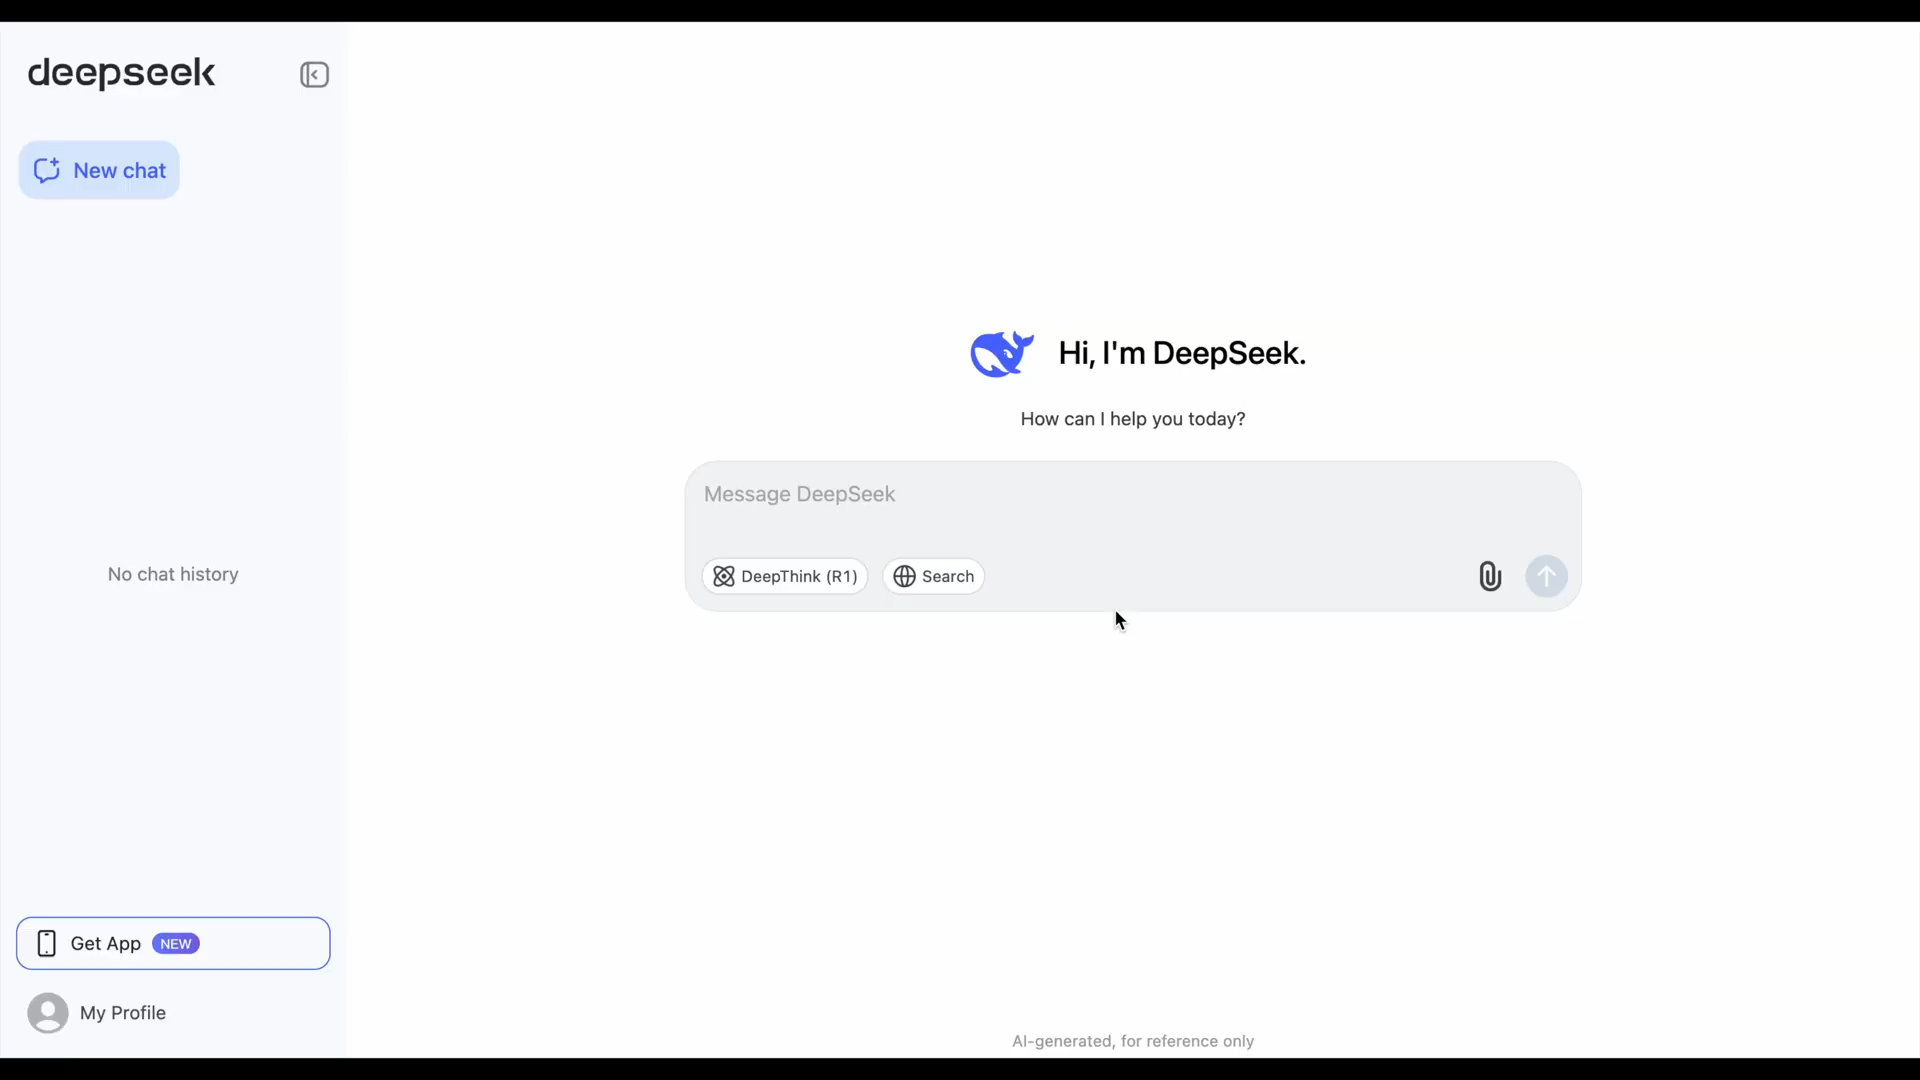 deepseek
New chat
No chat history
Get App NEW
My Profile
Hi, I'm DeepSeek.
How can I help you today?
Message DeepSeek
DeepThink (R1) Search
AI-generated, for reference only